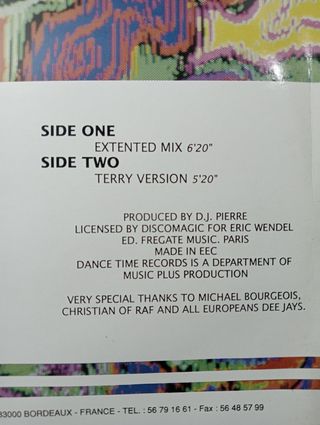 SIDE ONE
EXTENTED MIX 6'20"
SIDE TWO
TERRY VERSION 5'20"
PRODUCED BY D.J. PIERRE
LICENSED BY DISCOMAGIC FOR ERIC WENDEL
ED. FREGATE MUSIC. PARIS
MADE IN EEC
DANCE TIME RECORDS IS A DEPARTMENT OF
MUSIC PLUS PRODUCTION
VERY SPECIAL THANKS TO MICHAEL BOURGEOIS,
CHRISTIAN OF RAF AND ALL EUROPEANS DEE JAYS.
33000 BORDEAUX - FRANCE - TEL. : 56 79 16 61 - Fax : 56 48 57 99